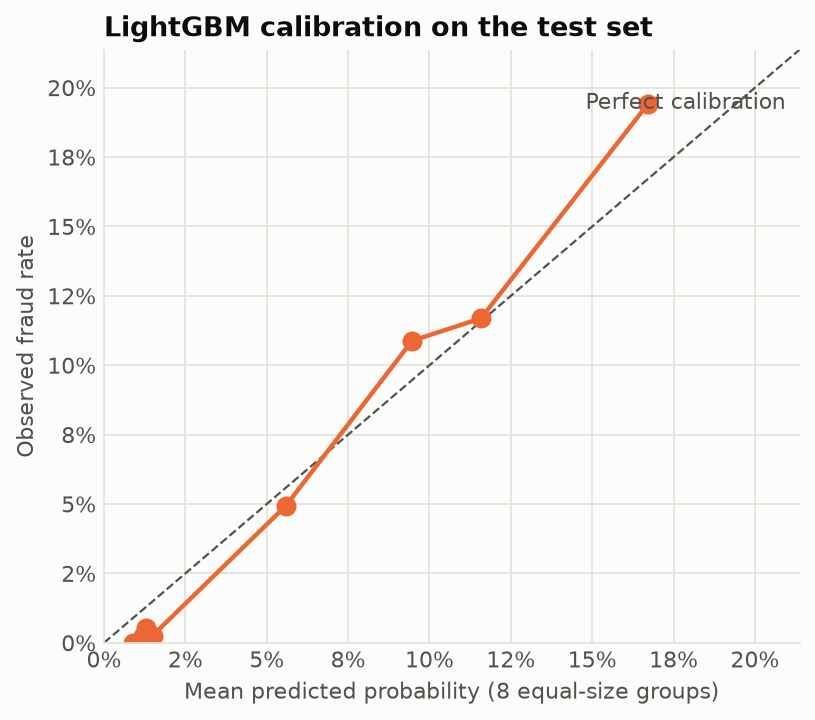 LightGBM calibration on the test set
Observed fraud rate
20%
18%
15%
12%
10%
8%
5%
2%
0%
Perfect calibration
0% 2% 5% 8% 10% 12% 15% 18% 20%
Mean predicted probability (8 equal-size groups)